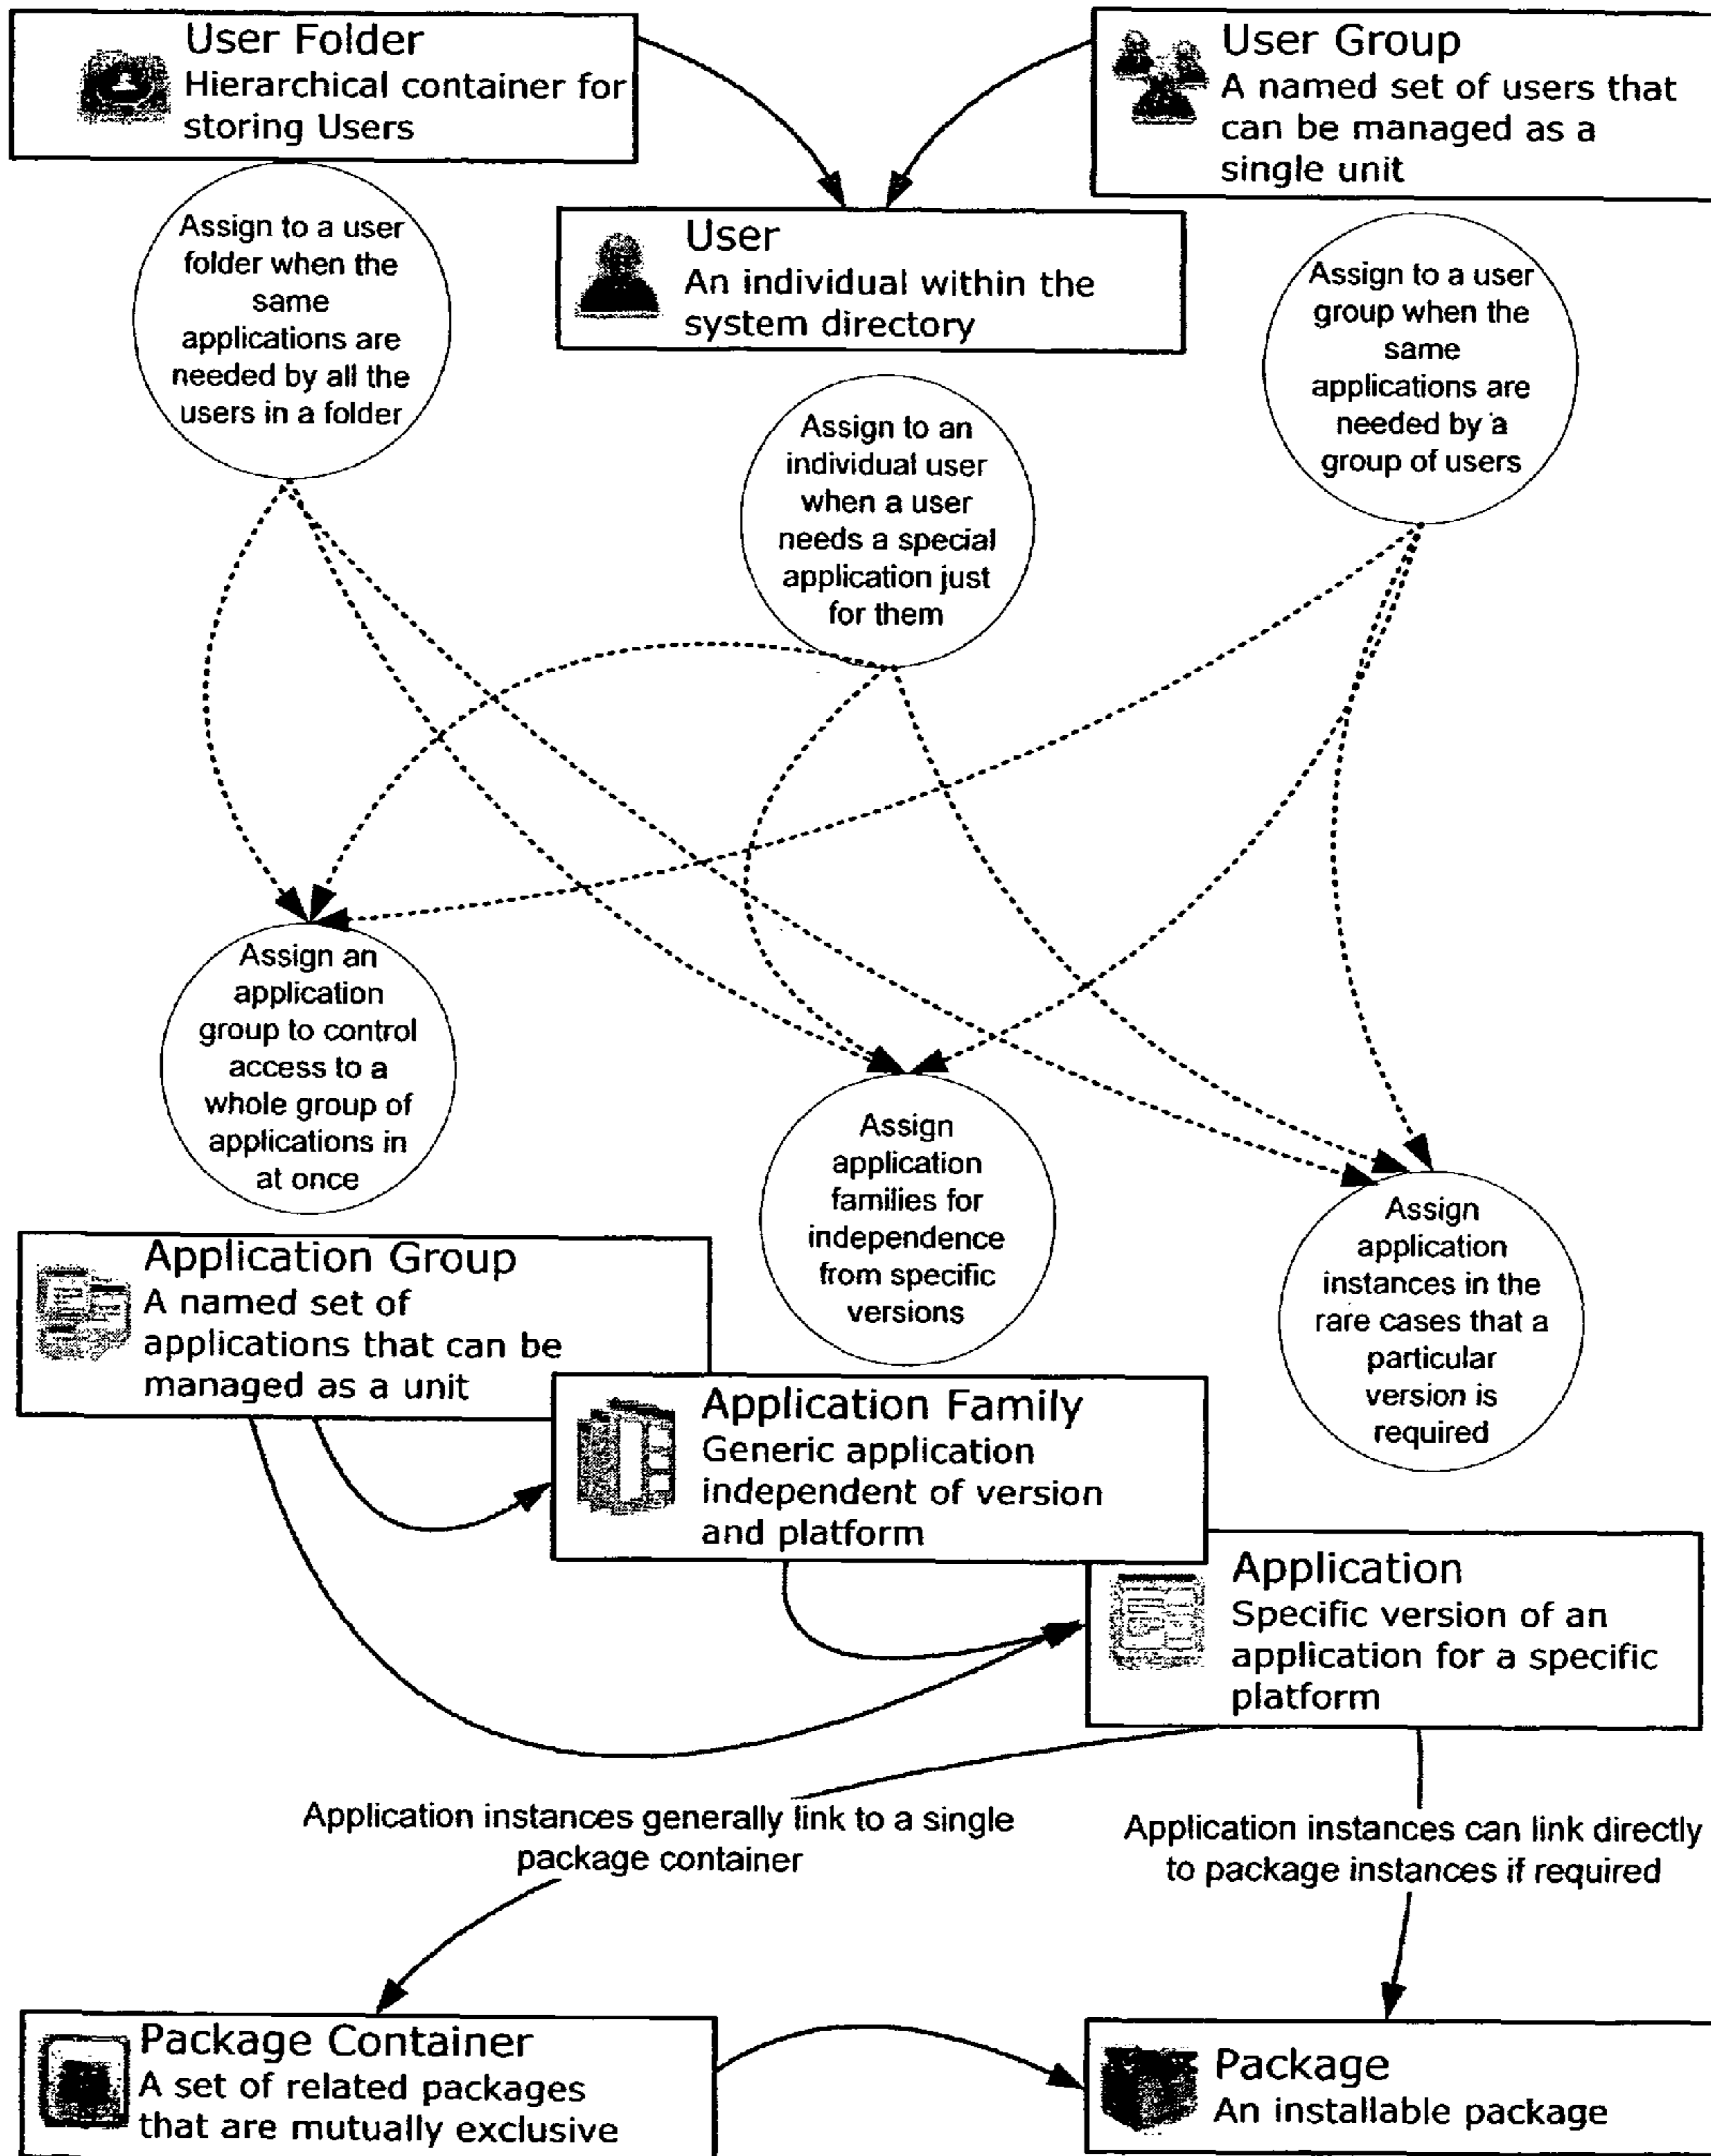 User Folder
Hierarchical container for
storing Users
User Group
A named set of users that
can be managed as a
single unit
User
An individual within the
system directory
Assign to a user
folder when the
same
applications are
needed by all the
users in a folder
Assign to an
individual user
when a user
needs a special
application just
for them
Assign to a user
group when the
same
applications are
needed by a
group of users
Assign an
application
group to control
access to a
whole group of
applications in
at once
Assign
application
families for
independence
from specific
versions
Assign
application
instances in the
rare cases that a
particular
version is
required
Application Group
A named set of
applications that can be
managed as a unit
Application Family
Generic application
independent of version
and platform
Application
Specific version of an
application for a specific
platform
Application instances generally link to a single
package container
Application instances can link directly
to package instances if required
Package Container
A set of related packages
that are mutually exclusive
Package
An installable package